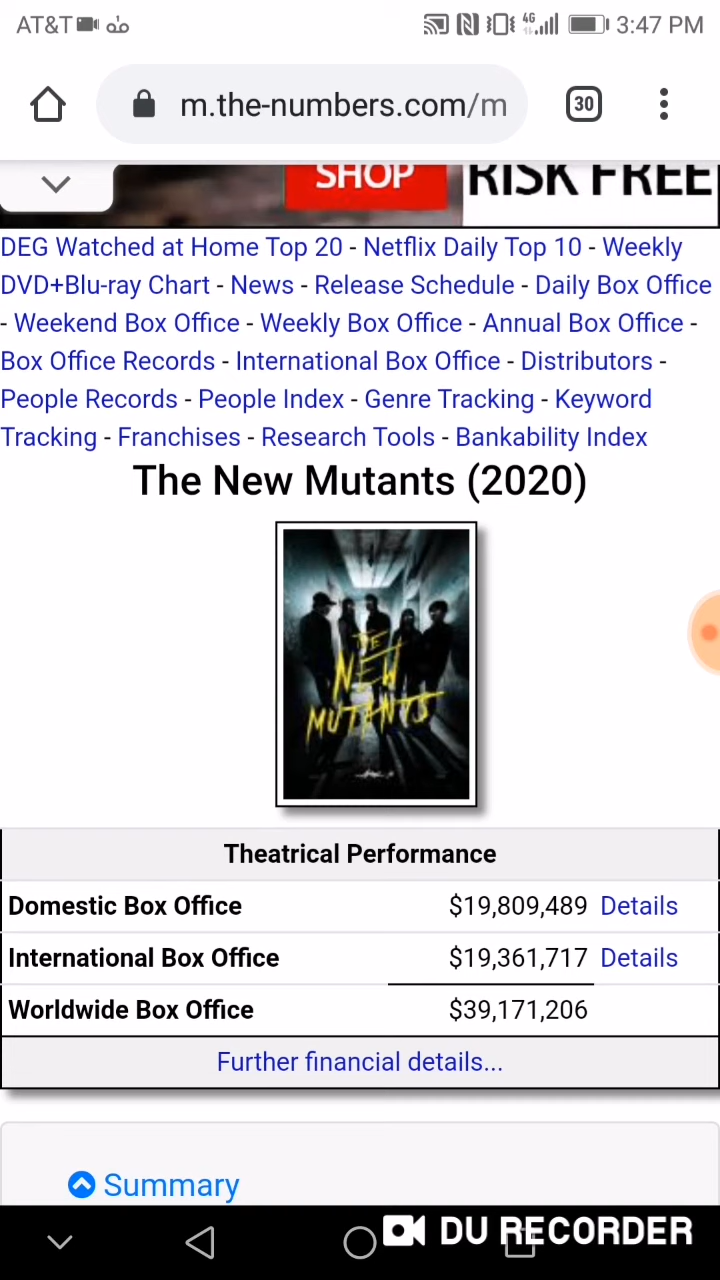 AT&T 4G 3:47 PM
m.the-numbers.com/m 30
SHOP RISK FREE
DEG Watched at Home Top 20 - Netflix Daily Top 10 - Weekly
DVD+Blu-ray Chart - News - Release Schedule - Daily Box Office
- Weekend Box Office - Weekly Box Office - Annual Box Office -
Box Office Records - International Box Office - Distributors -
People Records - People Index - Genre Tracking - Keyword
Tracking - Franchises - Research Tools - Bankability Index
The New Mutants (2020)
THE
NEW
MUTANTS
Theatrical Performance
Domestic Box Office $19,809,489 Details
International Box Office $19,361,717 Details
Worldwide Box Office $39,171,206
Further financial details...
Summary
DU RECORDER